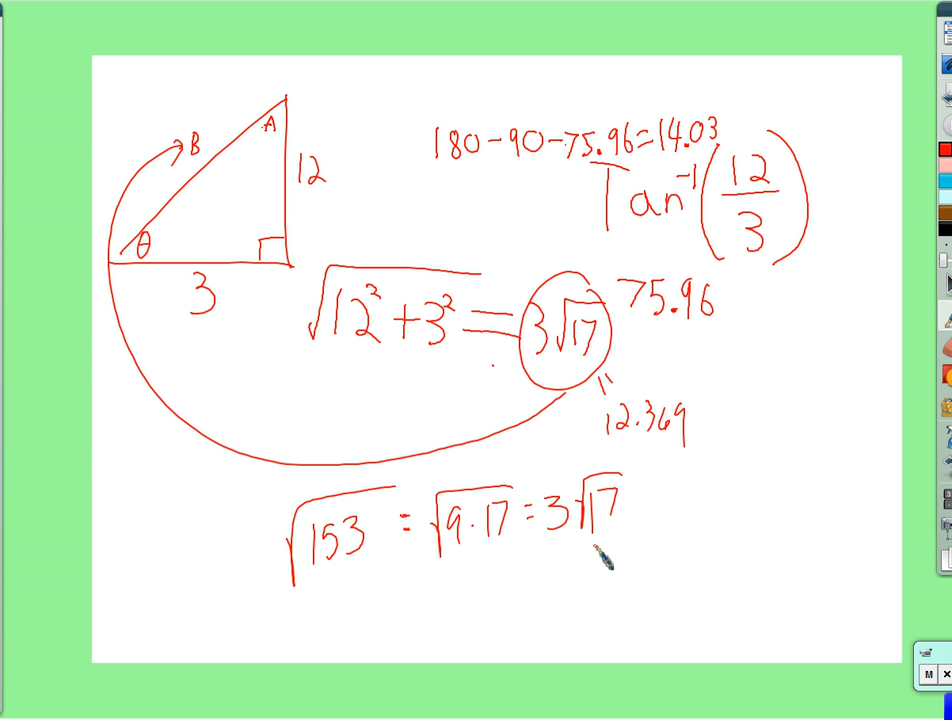 A
B
12
θ
3
180-90-75.96=14.03
Tan⁻¹(12/3)
√12²+3² = 3√17
75.96
12.369
√153 = √9·17 = 3√17
M